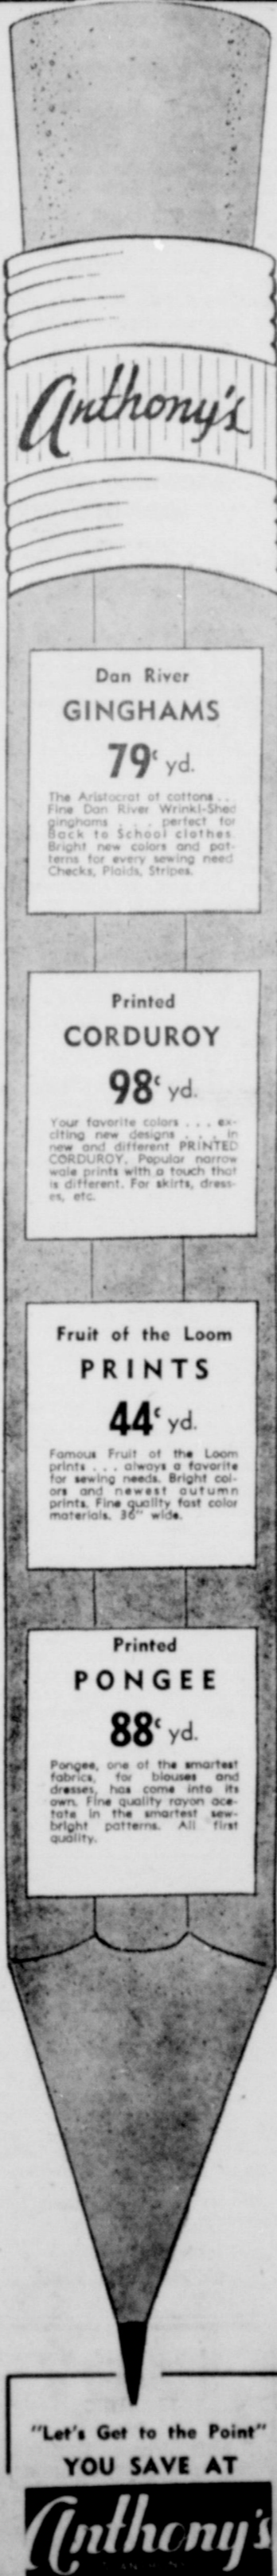 Anthony's
Dan River
GINGHAMS
79¢ yd.
The Aristocrat of cottons . .
Fine Dan River Wrinkl-Shed
ginghams . . . perfect for
Back to School clothes.
Bright new colors and pat-
terns for every sewing need
Checks, Plaids, Stripes.
Printed
CORDUROY
98¢ yd.
Your favorite colors . . . ex-
citing new designs . . . in
new and different PRINTED
CORDUROY. Popular narrow
wale prints with a touch that
is different. For skirts, dress-
es, etc.
Fruit of the Loom
PRINTS
44¢ yd.
Famous Fruit of the Loom
prints . . . always a favorite
for sewing needs. Bright col-
ors and newest autumn
prints. Fine quality fast color
materials. 36" wide.
Printed
PONGEE
88¢ yd.
Pongee, one of the smartest
fabrics, for blouses and
dresses, has come into its
own. Fine quality rayon ace-
tate in the smartest sew-
bright patterns. All first
quality.
"Let's Get to the Point"
YOU SAVE AT
Anthony's